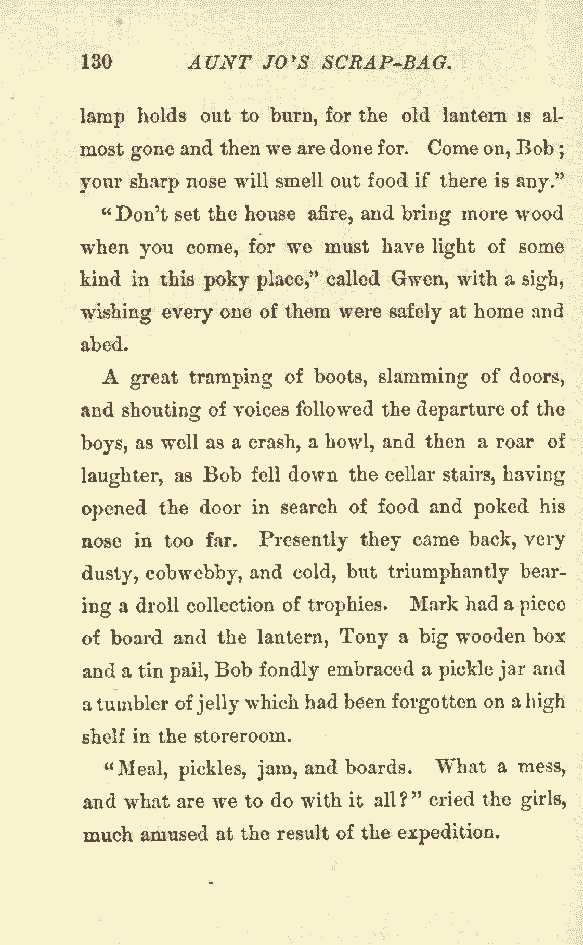 130 AUNT JO'S SCRAP-BAG.
lamp holds out to burn, for the old lantern is al-
most gone and then we are done for. Come on, Bob;
your sharp nose will smell out food if there is any."
"Don't set the house afire, and bring more wood
when you come, for we must have light of some
kind in this poky place," called Gwen, with a sigh,
wishing every one of them were safely at home and
abed.
A great tramping of boots, slamming of doors,
and shouting of voices followed the departure of the
boys, as well as a crash, a howl, and then a roar of
laughter, as Bob fell down the cellar stairs, having
opened the door in search of food and poked his
nose in too far. Presently they came back, very
dusty, cobwebby, and cold, but triumphantly bear-
ing a droll collection of trophies. Mark had a piece
of board and the lantern, Tony a big wooden box
and a tin pail, Bob fondly embraced a pickle jar and
a tumbler of jelly which had been forgotten on a high
shelf in the storeroom.
"Meal, pickles, jam, and boards. What a mess,
and what are we to do with it all?" cried the girls,
much amused at the result of the expedition.